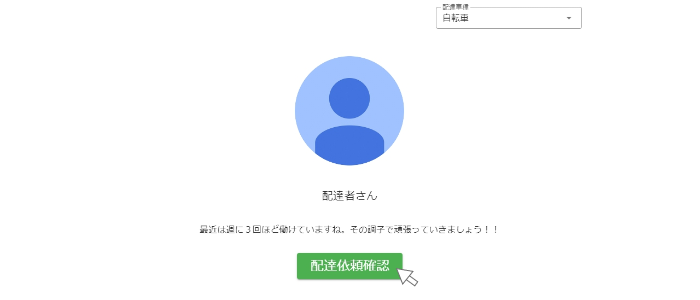 配達車種
自転車
配達者さん
最近は週に３回ほど働けていますね。その調子で頑張っていきましょう！！
配達依頼確認